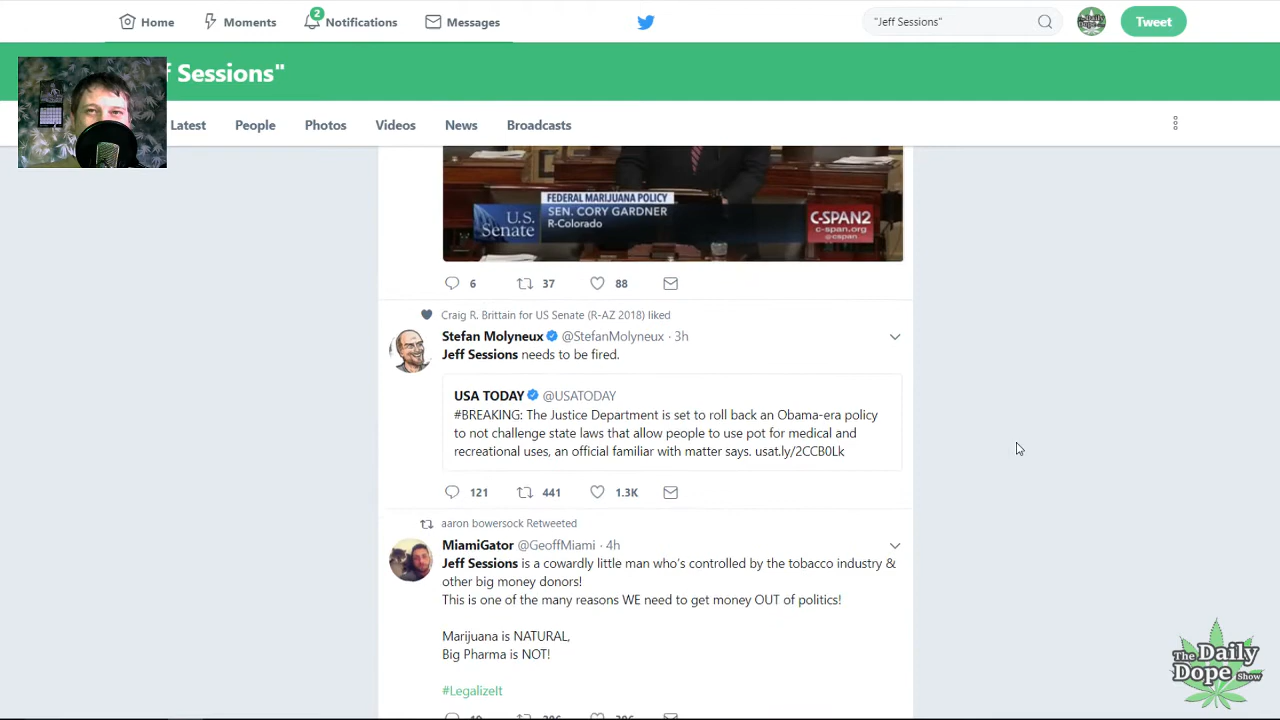 Home
Moments
2
Notifications
Messages
"Jeff Sessions"
Tweet
Sessions"
Latest
People
Photos
Videos
News
Broadcasts
FEDERAL MARIJUANA POLICY
U.S. Senate
SEN. CORY GARDNER
R-Colorado
C-SPAN2
c-span.org
@cspan
6 37 88
Craig R. Brittain for US Senate (R-AZ 2018) liked
Stefan Molyneux @StefanMolyneux · 3h
Jeff Sessions needs to be fired.
USA TODAY @USATODAY
#BREAKING: The Justice Department is set to roll back an Obama-era policy
to not challenge state laws that allow people to use pot for medical and
recreational uses, an official familiar with matter says. usat.ly/2CCB0Lk
121 441 1.3K
aaron bowersock Retweeted
MiamiGator @GeoffMiami · 4h
Jeff Sessions is a cowardly little man who's controlled by the tobacco industry &
other big money donors!
This is one of the many reasons WE need to get money OUT of politics!
Marijuana is NATURAL,
Big Pharma is NOT!
#LegalizeIt
The Daily
Dope Show